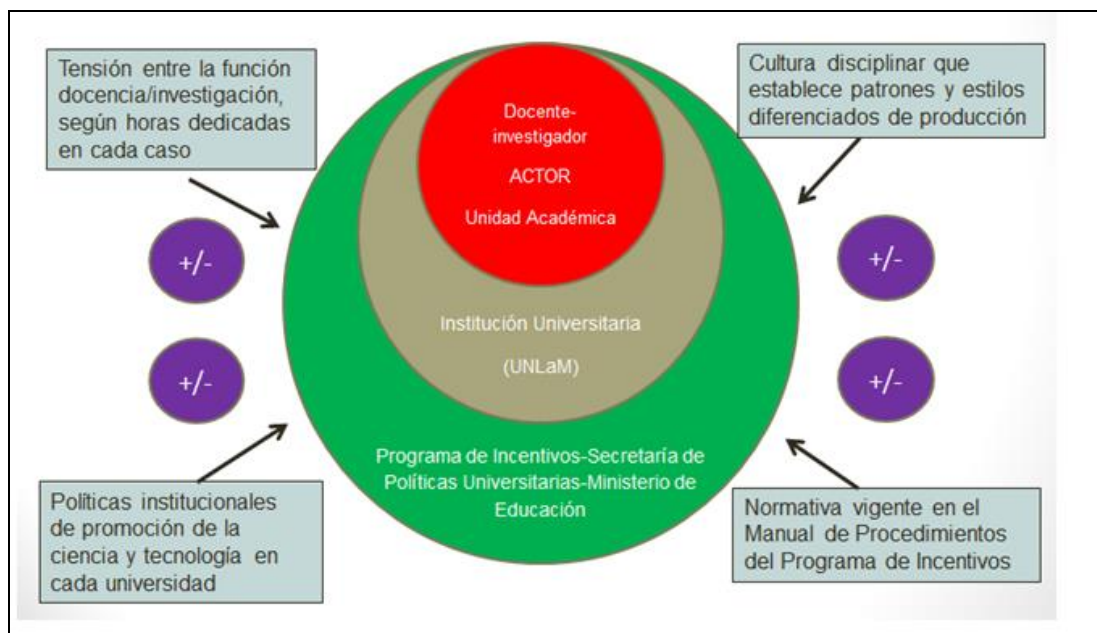 Tensión entre la función
docencia/investigación,
según horas dedicadas
en cada caso
Cultura disciplinar que
establece patrones y estilos
diferenciados de producción
Docente-
investigador
ACTOR
Unidad Académica
+/-
+/-
+/-
+/-
Institución Universitaria
(UNLaM)
Programa de Incentivos-Secretaría de
Políticas Universitarias-Ministerio de
Educación
Políticas institucionales
de promoción de la
ciencia y tecnología en
cada universidad
Normativa vigente en el
Manual de Procedimientos
del Programa de Incentivos